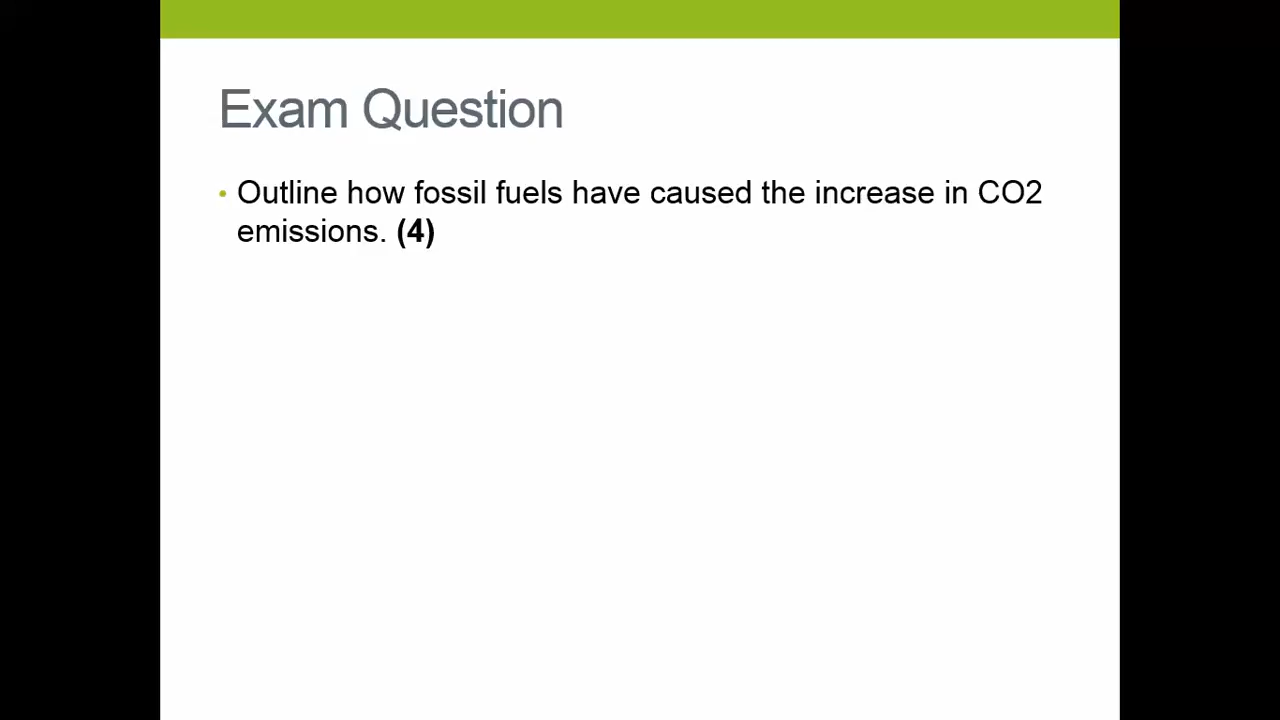 Exam Question
• Outline how fossil fuels have caused the increase in CO2
emissions. (4)